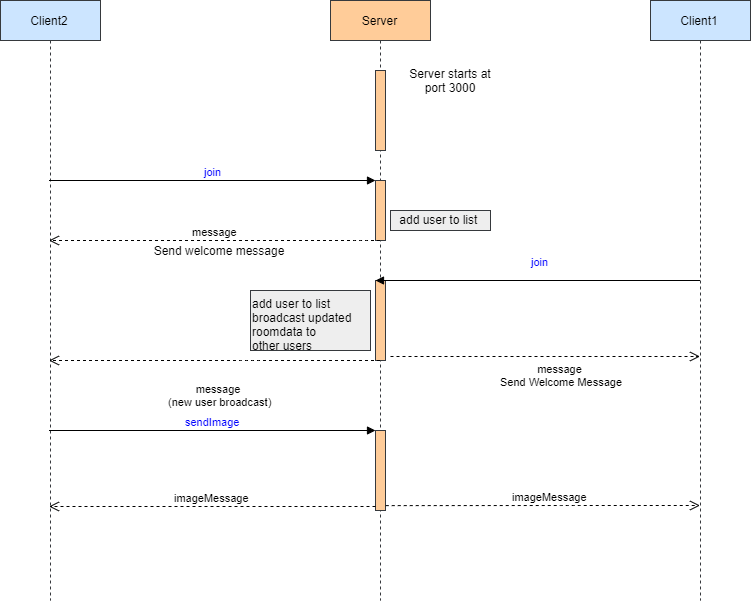 Client2
Server
Client1
Server starts at
port 3000
join
add user to list
message
Send welcome message
join
add user to list
broadcast updated
roomdata to
other users
message
Send Welcome Message
message
(new user broadcast)
sendImage
imageMessage
imageMessage